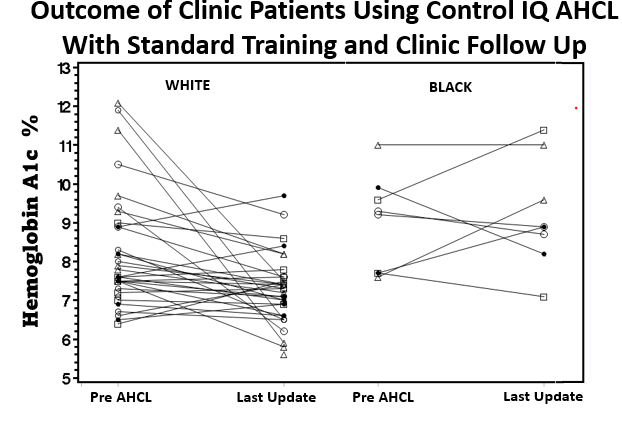 Outcome of Clinic Patients Using Control IQ AHCL
With Standard Training and Clinic Follow Up
WHITE
BLACK
Hemoglobin A1c %
13
12
11
10
9
8
7
6
5
Pre AHCL
Last Update
Pre AHCL
Last Update